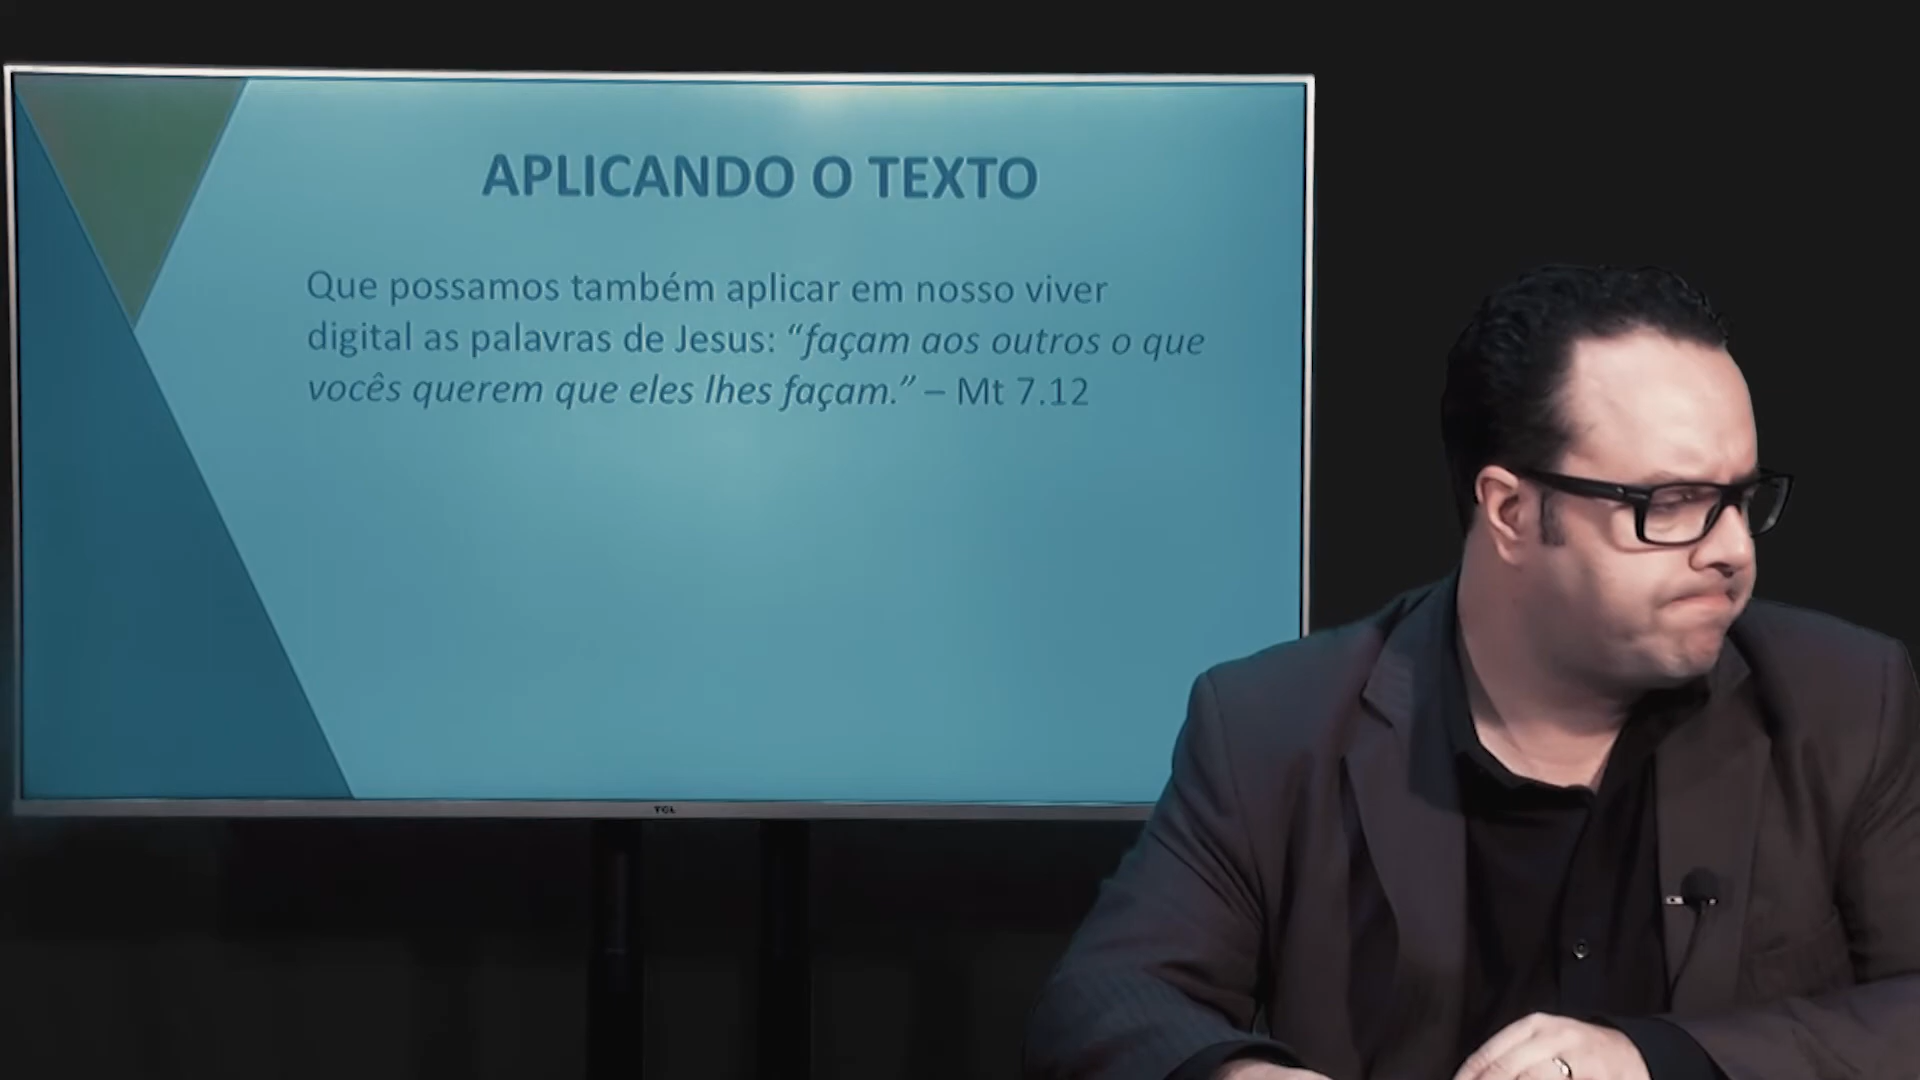 APLICANDO O TEXTO
Que possamos também aplicar em nosso viver
digital as palavras de Jesus: “façam aos outros o que
vocês querem que eles lhes façam.” – Mt 7.12
TCL